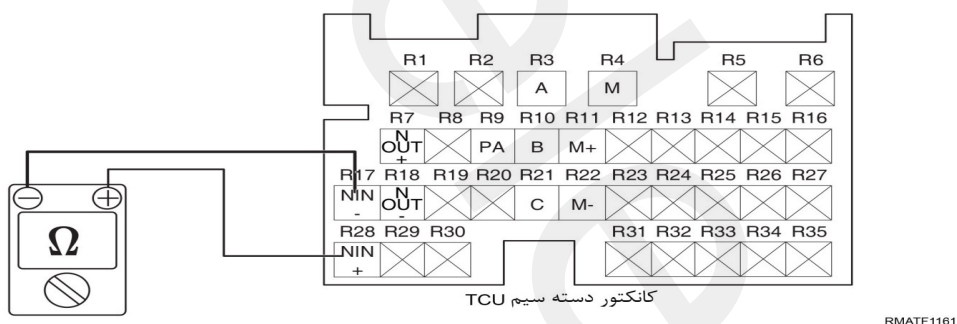 R1 R2 R3 R4 R5 R6
A M
R7 R8 R9 R10 R11 R12 R13 R14 R15 R16
N OUT + PA B M+
R17 R18 R19 R20 R21 R22 R23 R24 R25 R26 R27
NIN - N OUT - C M-
R28 R29 R30 R31 R32 R33 R34 R35
NIN +
− +
Ω
کانکتور دسته سیم TCU
RMATE1161